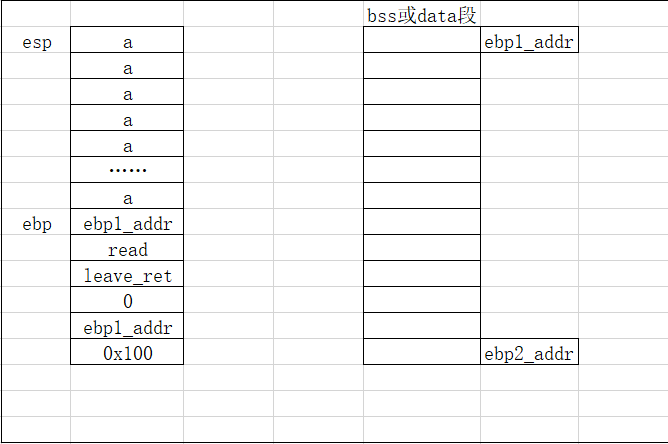 bss或data段
esp a ebp1_addr
a
a
a
a
……
a
ebp ebp1_addr
read
leave_ret
0
ebp1_addr
0x100 ebp2_addr